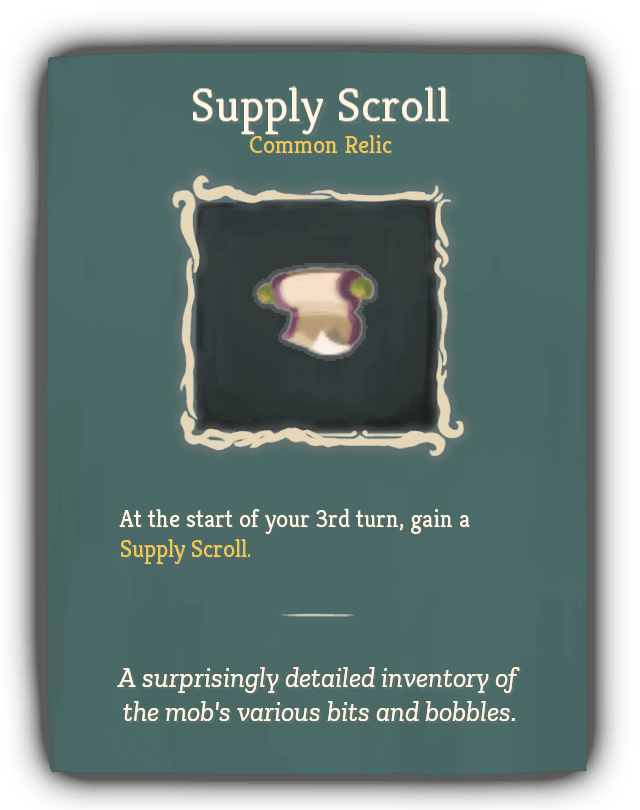 Supply Scroll
Common Relic
At the start of your 3rd turn, gain a
Supply Scroll.
A surprisingly detailed inventory of
the mob's various bits and bobbles.